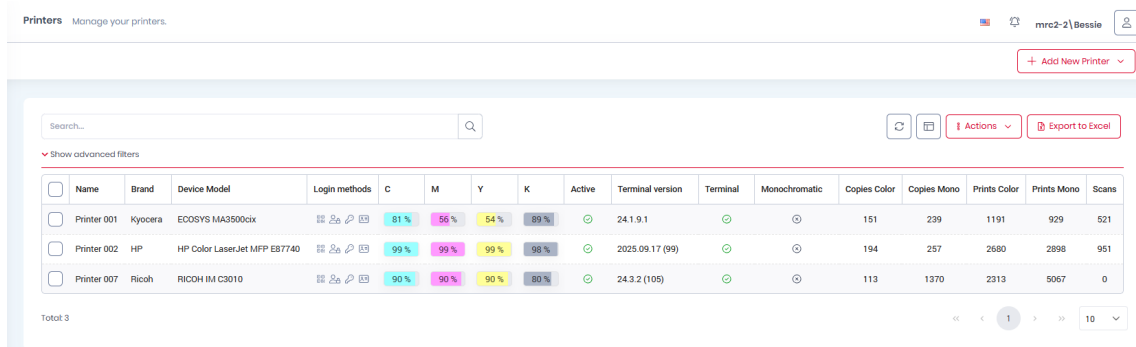 Printers Manage your printers. mrc2-2\Bessie
+ Add New Printer
Search... Actions Export to Excel
Show advanced filters
Name Brand Device Model Login methods C M Y K Active Terminal version Terminal Monochromatic Copies Color Copies Mono Prints Color Prints Mono Scans
Printer 001 Kyocera ECOSYS MA3500cix 81 % 56 % 54 % 89 % 24.1.9.1 151 239 1191 929 521
Printer 002 HP HP Color LaserJet MFP E87740 99 % 99 % 99 % 98 % 2025.09.17 (99) 194 257 2680 2898 951
Printer 007 Ricoh RICOH IM C3010 90 % 90 % 90 % 80 % 24.3.2 (105) 113 1370 2313 5067 0
Total: 3 « ‹ 1 › » 10